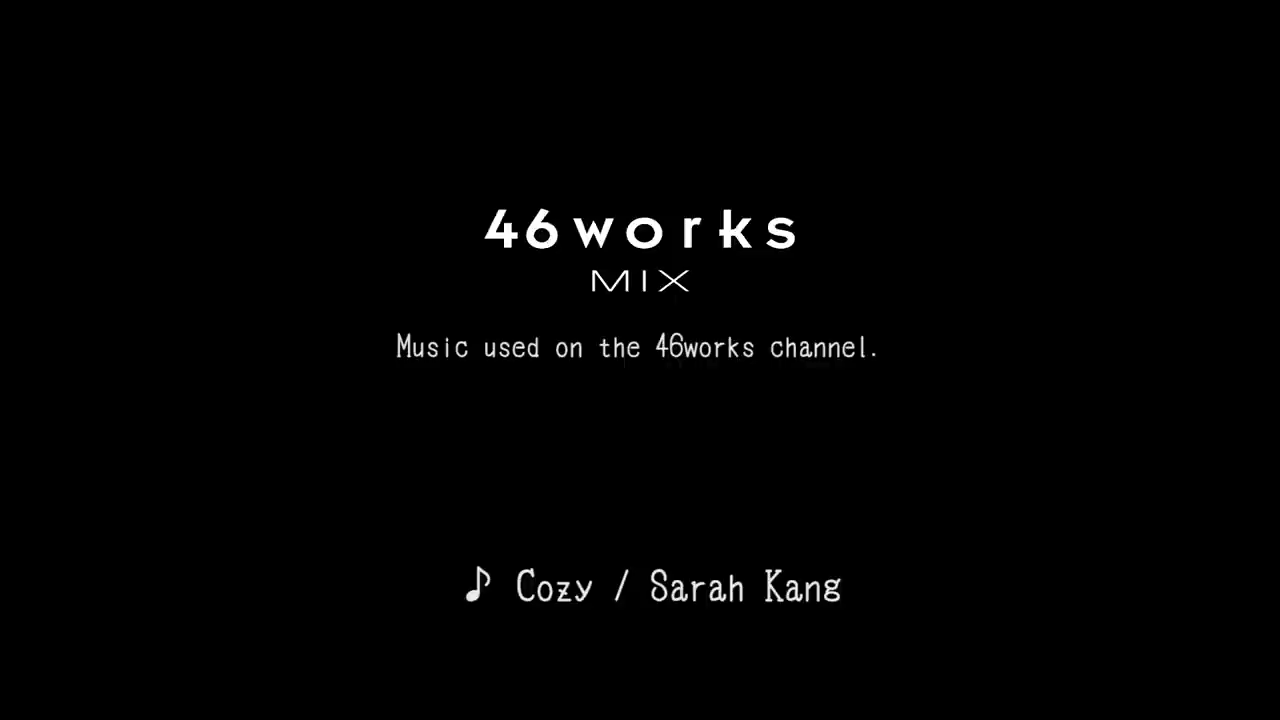 46works
MIX
Music used on the 46works channel.
♪ Cozy / Sarah Kang